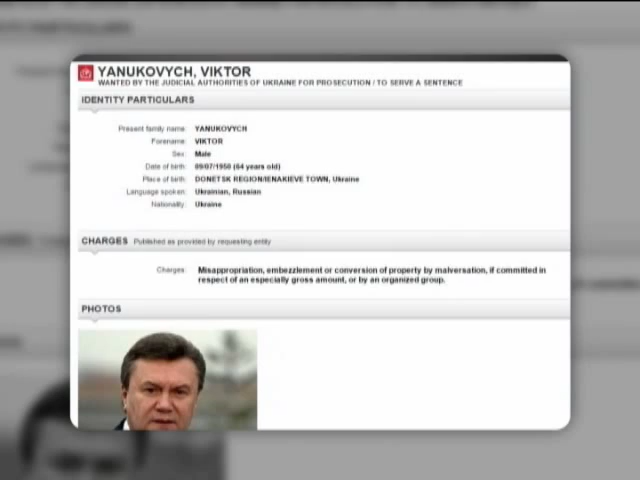 YANUKOVYCH, VIKTOR
WANTED BY THE JUDICIAL AUTHORITIES OF UKRAINE FOR PROSECUTION / TO SERVE A SENTENCE
IDENTITY PARTICULARS
Present family name: YANUKOVYCH
Forename: VIKTOR
Sex: Male
Date of birth: 09/07/1950 (64 years old)
Place of birth: DONETSK REGION/IENAKIEVE TOWN, Ukraine
Language spoken: Ukrainian, Russian
Nationality: Ukraine
CHARGES Published as provided by requesting entity
Charges: Misappropriation, embezzlement or conversion of property by malversation, if committed in
respect of an especially gross amount, or by an organized group.
PHOTOS